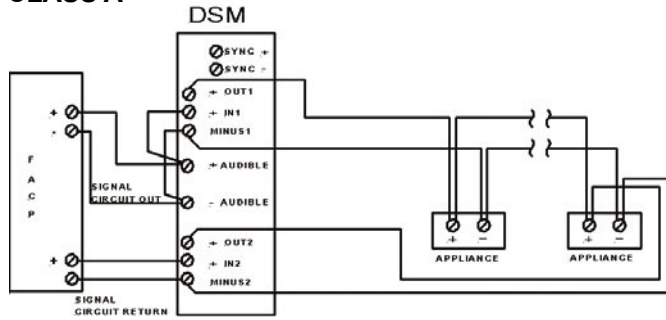 DSM
SYNC +
SYNC -
+ OUT1
+ IN1
MINUS1
+ AUDIBLE
- AUDIBLE
+ OUT2
+ IN2
MINUS2
+
-
F
A
C
P
SIGNAL
CIRCUIT OUT
+
SIGNAL
CIRCUIT RETURN
+ -
APPLIANCE
+ -
APPLIANCE